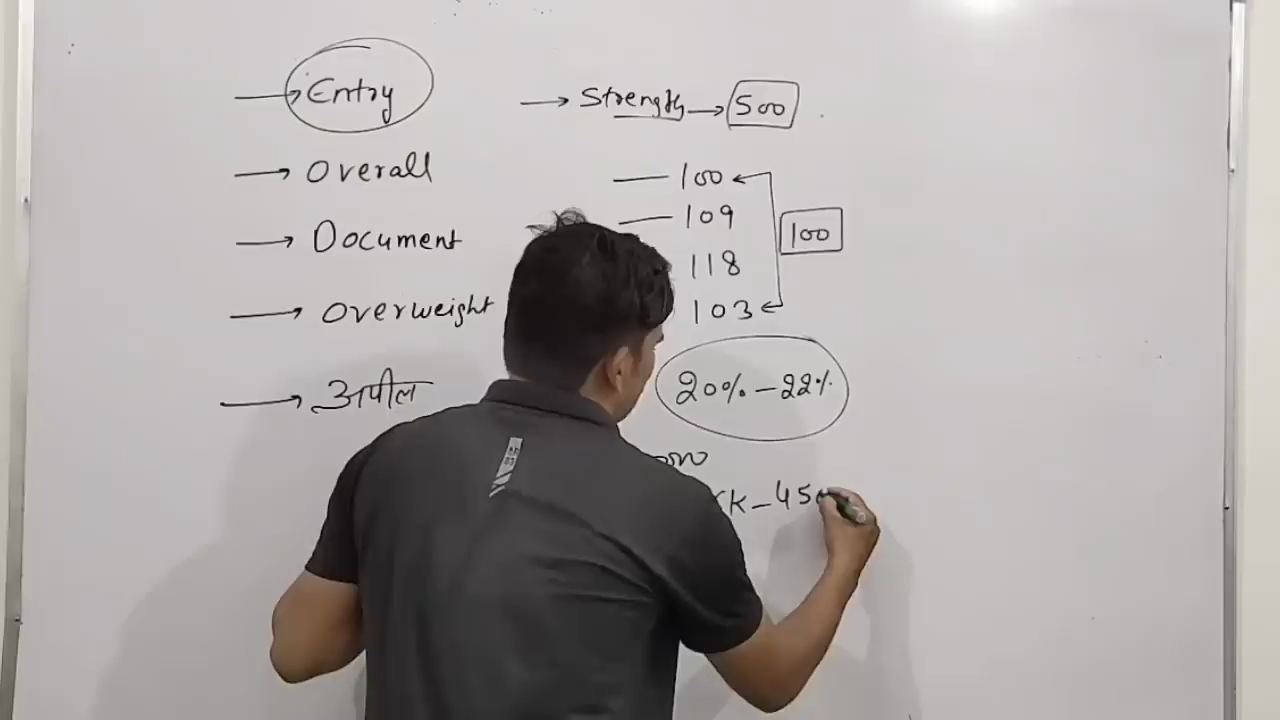 → Entry
→ Overall
→ Document
→ Overweight
→ अपील
→ Strength → 500
— 100
— 109
118
103
100
20% – 22%
K – 45